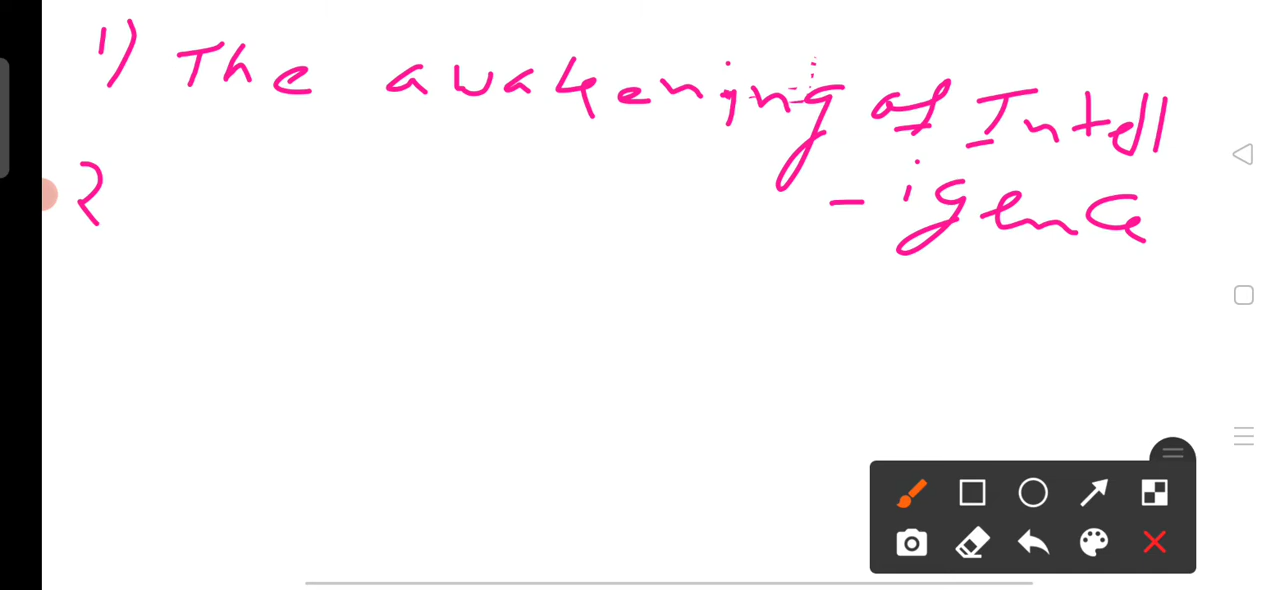 1) The awakening of Intell
- igence
2